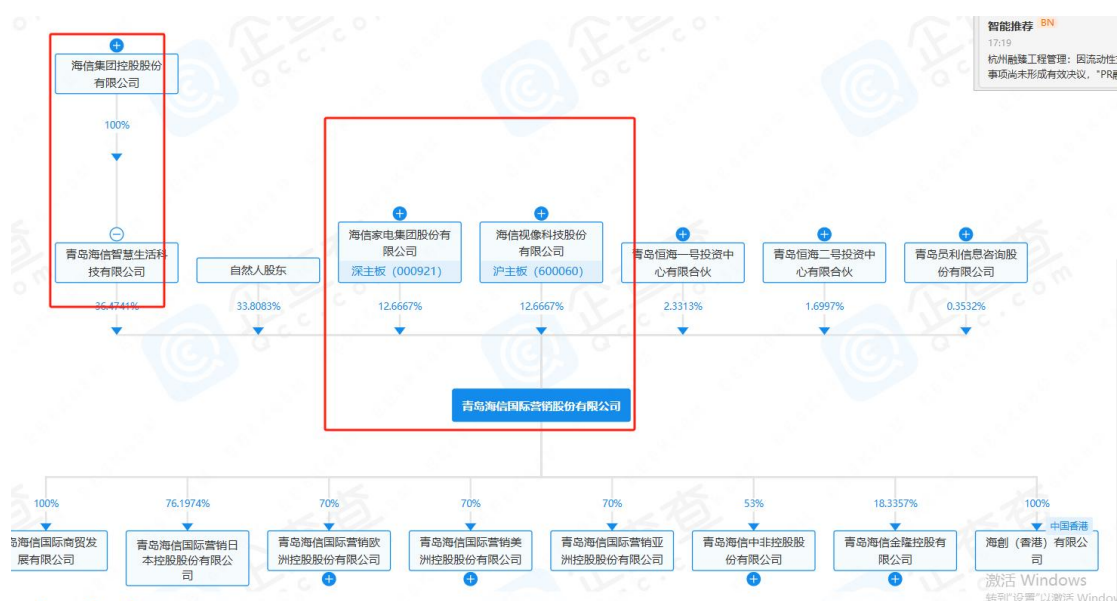 智能推荐 BN
17:19
杭州融臻工程管理：因流动性
事项尚未形成有效决议，"PR
海信集团控股股份
有限公司
100%
青岛海信智慧生活科
技有限公司
自然人股东
海信家电集团股份有
限公司
深主板（000921）
海信视像科技股份
有限公司
沪主板（600060）
青岛恒海一号投资中
心有限合伙
青岛恒海二号投资中
心有限合伙
青岛员利信息咨询股
份有限公司
36.4741%
33.8083%
12.6667%
12.6667%
2.3313%
1.6997%
0.3532%
青岛海信国际营销股份有限公司
100%
76.1974%
70%
70%
70%
53%
18.3357%
100%
中国香港
岛海信国际商贸发
展有限公司
青岛海信国际营销日
本控股股份有限公
司
青岛海信国际营销欧
洲控股股份有限公司
青岛海信国际营销美
洲控股股份有限公司
青岛海信国际营销亚
洲控股股份有限公司
青岛海信中非控股股
份有限公司
青岛海信金隆控股有
限公司
海创（香港）有限公
司
激活 Windows
转到"设置"以激活 Window
企查查
Qcc.com